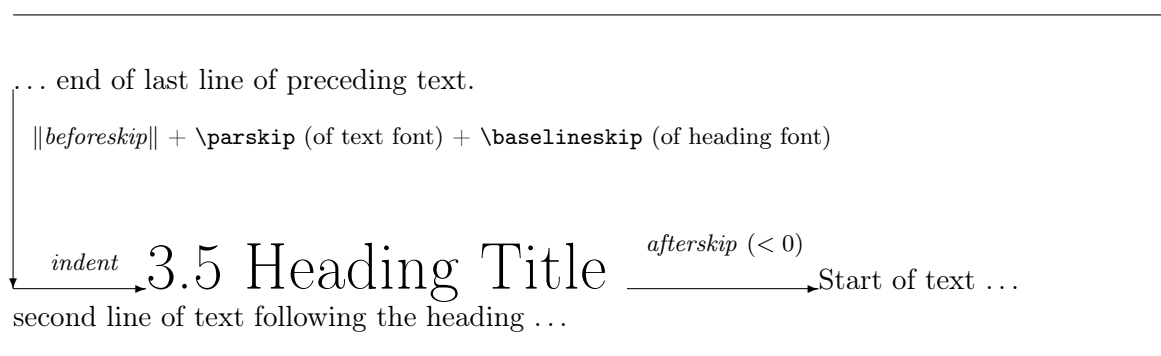 ... end of last line of preceding text.
‖beforeskip‖ + \parskip (of text font) + \baselineskip (of heading font)
indent 3.5 Heading Title afterskip (< 0) Start of text ...
second line of text following the heading ...